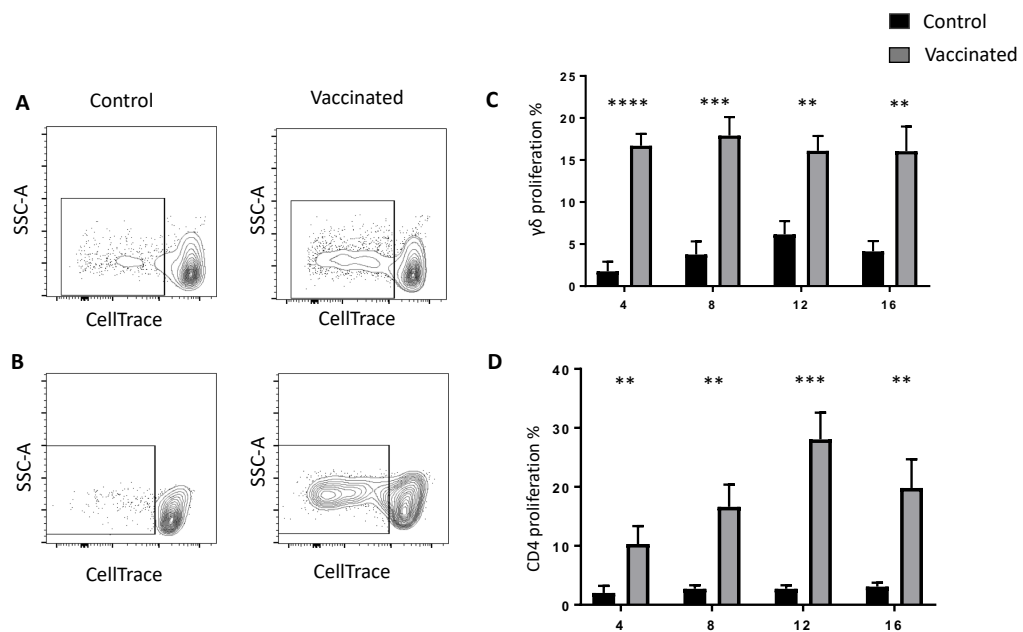 Control
Vaccinated
A
Control
Vaccinated
SSC-A
CellTrace
SSC-A
CellTrace
B
SSC-A
CellTrace
SSC-A
CellTrace
C
γδ proliferation %
25
20
15
10
5
0
**** *** ** **
4 8 12 16
D
CD4 proliferation %
40
30
20
10
0
** ** *** **
4 8 12 16